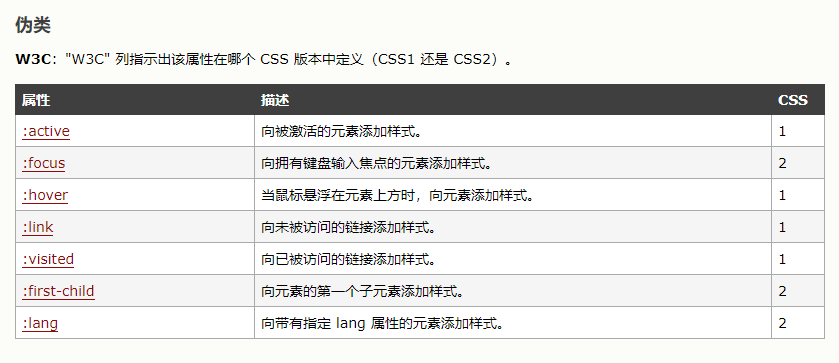 伪类
W3C："W3C" 列指示出该属性在哪个 CSS 版本中定义（CSS1 还是 CSS2）。
属性 描述 CSS
:active 向被激活的元素添加样式。 1
:focus 向拥有键盘输入焦点的元素添加样式。 2
:hover 当鼠标悬浮在元素上方时，向元素添加样式。 1
:link 向未被访问的链接添加样式。 1
:visited 向已被访问的链接添加样式。 1
:first-child 向元素的第一个子元素添加样式。 2
:lang 向带有指定 lang 属性的元素添加样式。 2